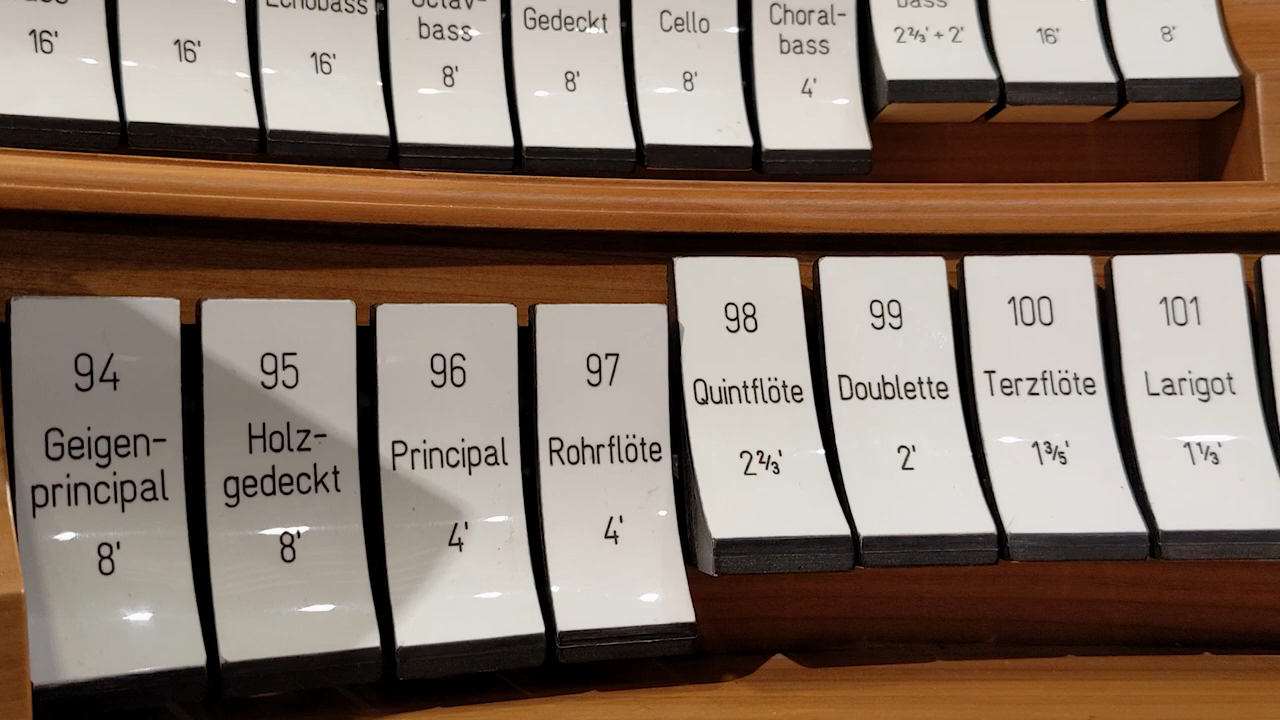 16'
16'
Echobass
16'
Octav-
bass
8'
Gedeckt
8'
Cello
8'
Choral-
bass
4'
bass
2⅔' + 2'
16'
8'
94
Geigen-
principal
8'
95
Holz-
gedeckt
8'
96
Principal
4'
97
Rohrflöte
4'
98
Quintflöte
2⅔'
99
Doublette
2'
100
Terzflöte
1⅗'
101
Larigot
1⅓'